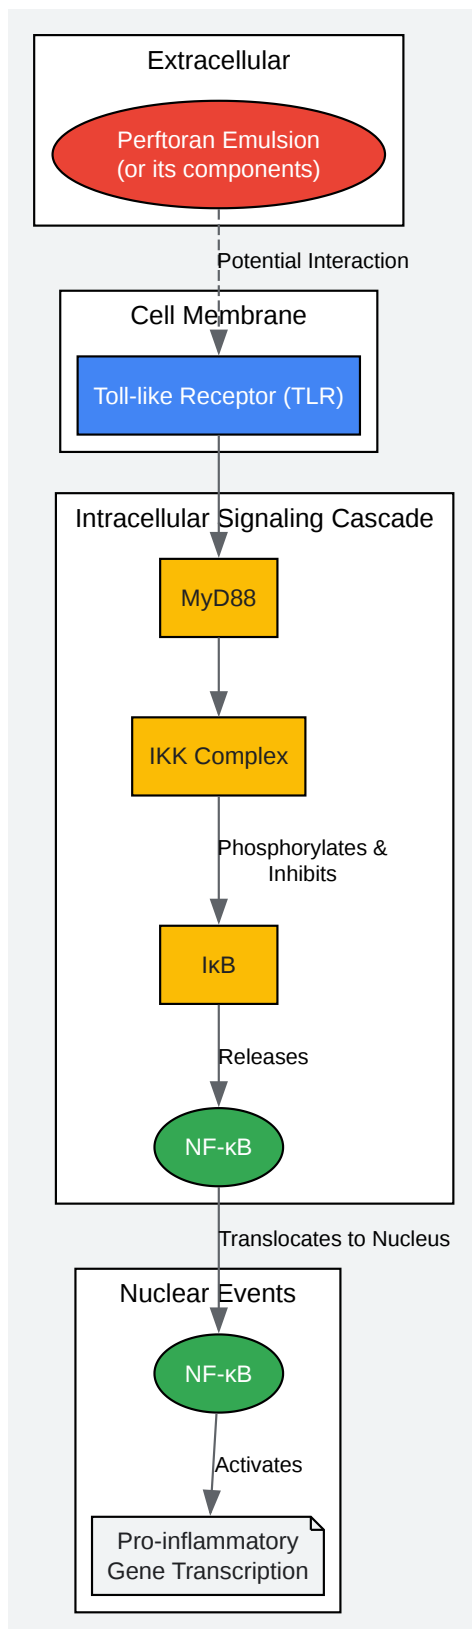 Extracellular
Perftoran Emulsion
(or its components)
Potential Interaction
Cell Membrane
Toll-like Receptor (TLR)
Intracellular Signaling Cascade
MyD88
IKK Complex
Phosphorylates &
Inhibits
IκB
Releases
NF-κB
Translocates to Nucleus
Nuclear Events
NF-κB
Activates
Pro-inflammatory
Gene Transcription